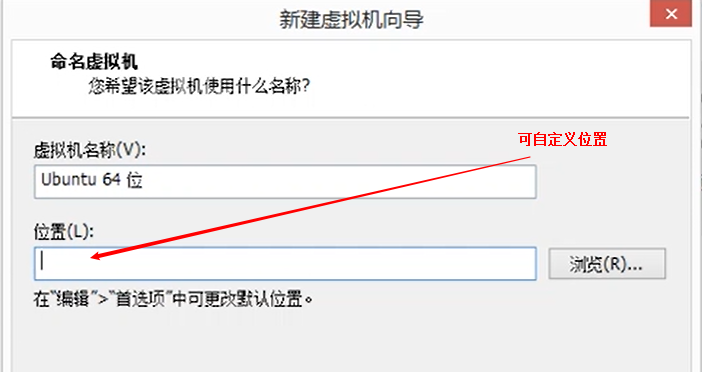 新建虚拟机向导
命名虚拟机
您希望该虚拟机使用什么名称?
可自定义位置
虚拟机名称(V):
Ubuntu 64 位
位置(L):
浏览(R)...
在"编辑">"首选项"中可更改默认位置。